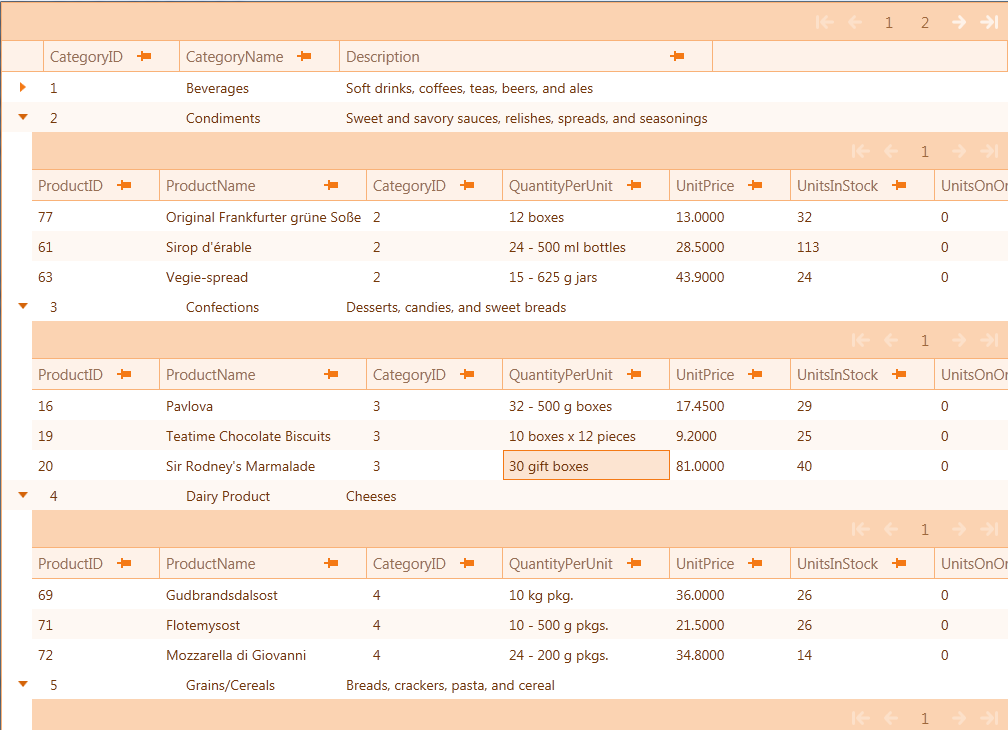 1 2
CategoryID CategoryName Description
1 Beverages Soft drinks, coffees, teas, beers, and ales
2 Condiments Sweet and savory sauces, relishes, spreads, and seasonings
1
ProductID ProductName CategoryID QuantityPerUnit UnitPrice UnitsInStock UnitsOnOr
77 Original Frankfurter grüne Soße 2 12 boxes 13.0000 32 0
61 Sirop d'érable 2 24 - 500 ml bottles 28.5000 113 0
63 Vegie-spread 2 15 - 625 g jars 43.9000 24 0
3 Confections Desserts, candies, and sweet breads
1
ProductID ProductName CategoryID QuantityPerUnit UnitPrice UnitsInStock UnitsOnOr
16 Pavlova 3 32 - 500 g boxes 17.4500 29 0
19 Teatime Chocolate Biscuits 3 10 boxes x 12 pieces 9.2000 25 0
20 Sir Rodney's Marmalade 3 30 gift boxes 81.0000 40 0
4 Dairy Product Cheeses
1
ProductID ProductName CategoryID QuantityPerUnit UnitPrice UnitsInStock UnitsOnOr
69 Gudbrandsdalsost 4 10 kg pkg. 36.0000 26 0
71 Flotemysost 4 10 - 500 g pkgs. 21.5000 26 0
72 Mozzarella di Giovanni 4 24 - 200 g pkgs. 34.8000 14 0
5 Grains/Cereals Breads, crackers, pasta, and cereal
1